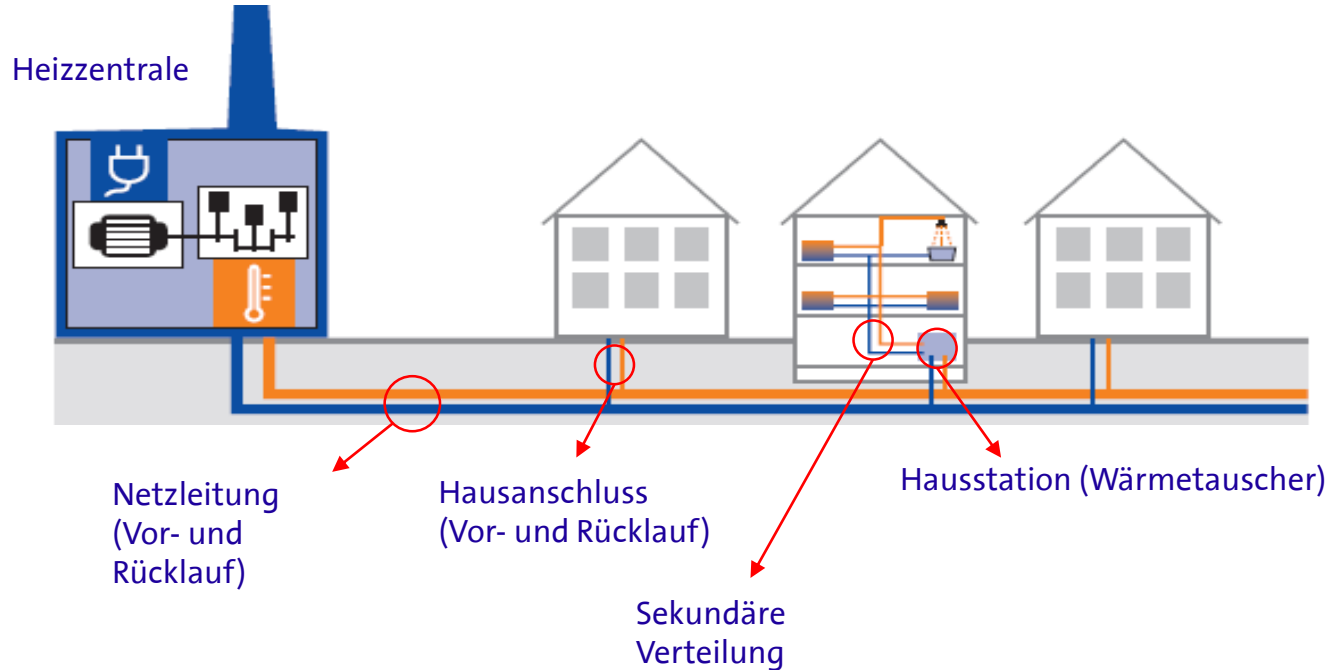 Heizzentrale
Netzleitung
(Vor- und
Rücklauf)
Hausanschluss
(Vor- und Rücklauf)
Sekundäre
Verteilung
Hausstation (Wärmetauscher)